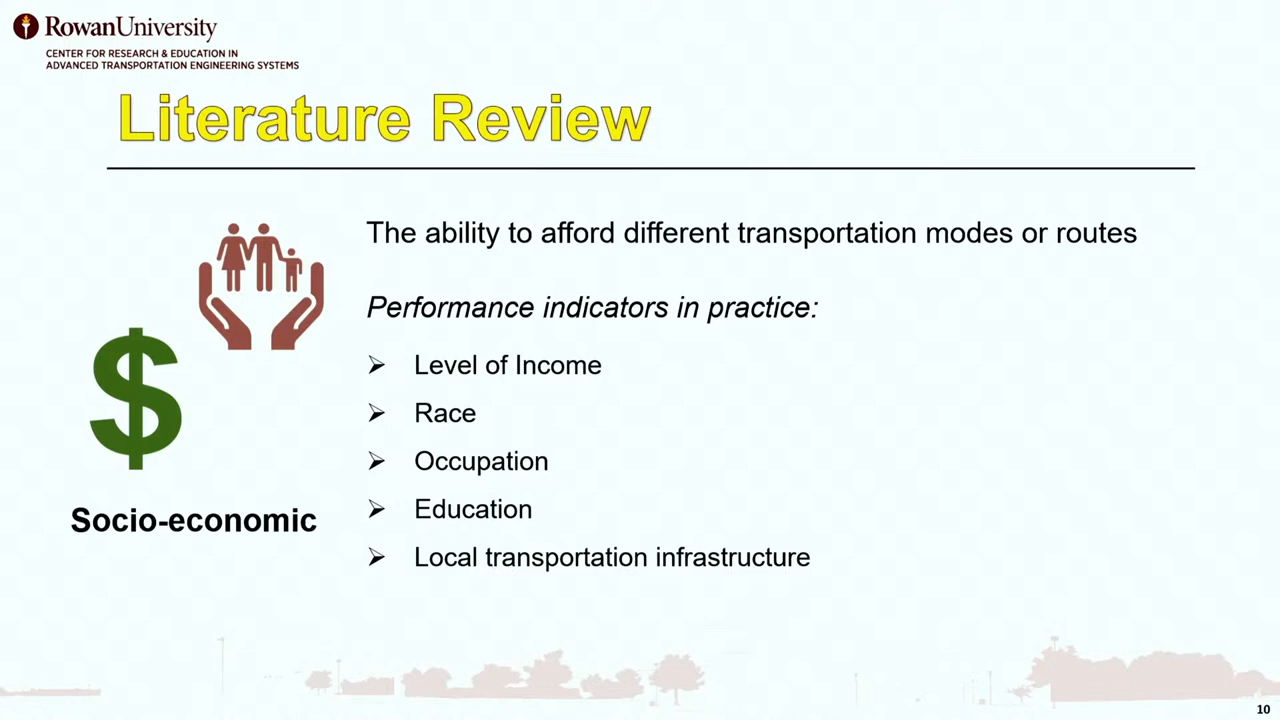 RowanUniversity
CENTER FOR RESEARCH & EDUCATION IN
ADVANCED TRANSPORTATION ENGINEERING SYSTEMS
Literature Review
The ability to afford different transportation modes or routes
Performance indicators in practice:
➢ Level of Income
➢ Race
➢ Occupation
➢ Education
➢ Local transportation infrastructure
$
Socio-economic
10